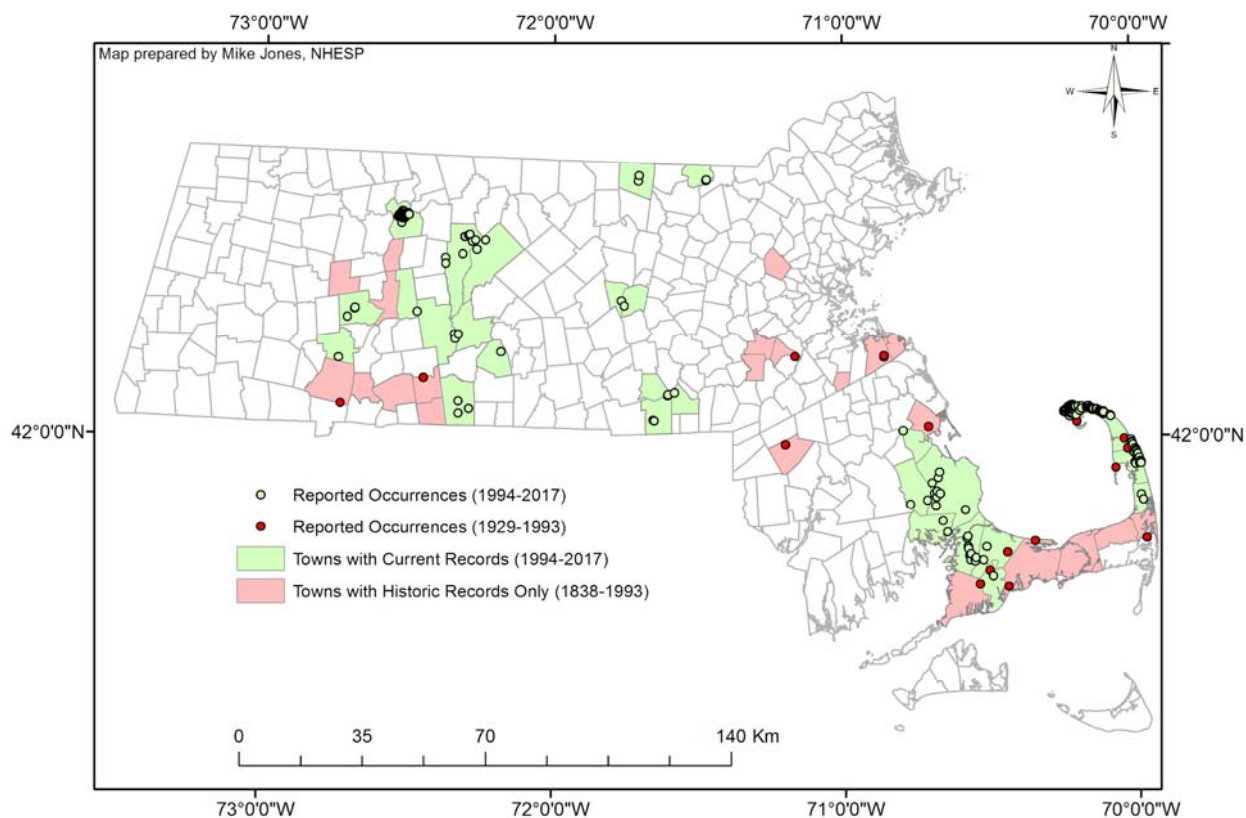 73°0'0"W 72°0'0"W 71°0'0"W 70°0'0"W
Map prepared by Mike Jones, NHESP
N
W E
S
42°0'0"N 42°0'0"N
Reported Occurrences (1994-2017)
Reported Occurrences (1929-1993)
Towns with Current Records (1994-2017)
Towns with Historic Records Only (1838-1993)
0 35 70 140 Km
73°0'0"W 72°0'0"W 71°0'0"W 70°0'0"W